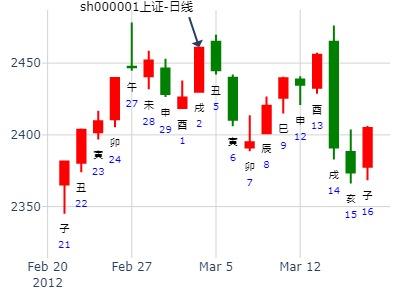 sh000001上证-日线
2450
2400
2350
子
21
丑
22
寅
23
卯
24
午
27
未
28
申
29
酉
1
戌
2
丑
5
寅
6
卯
7
辰
8
巳
9
申
12
酉
13
戌
14
亥
15
子
16
Feb 20
2012
Feb 27
Mar 5
Mar 12